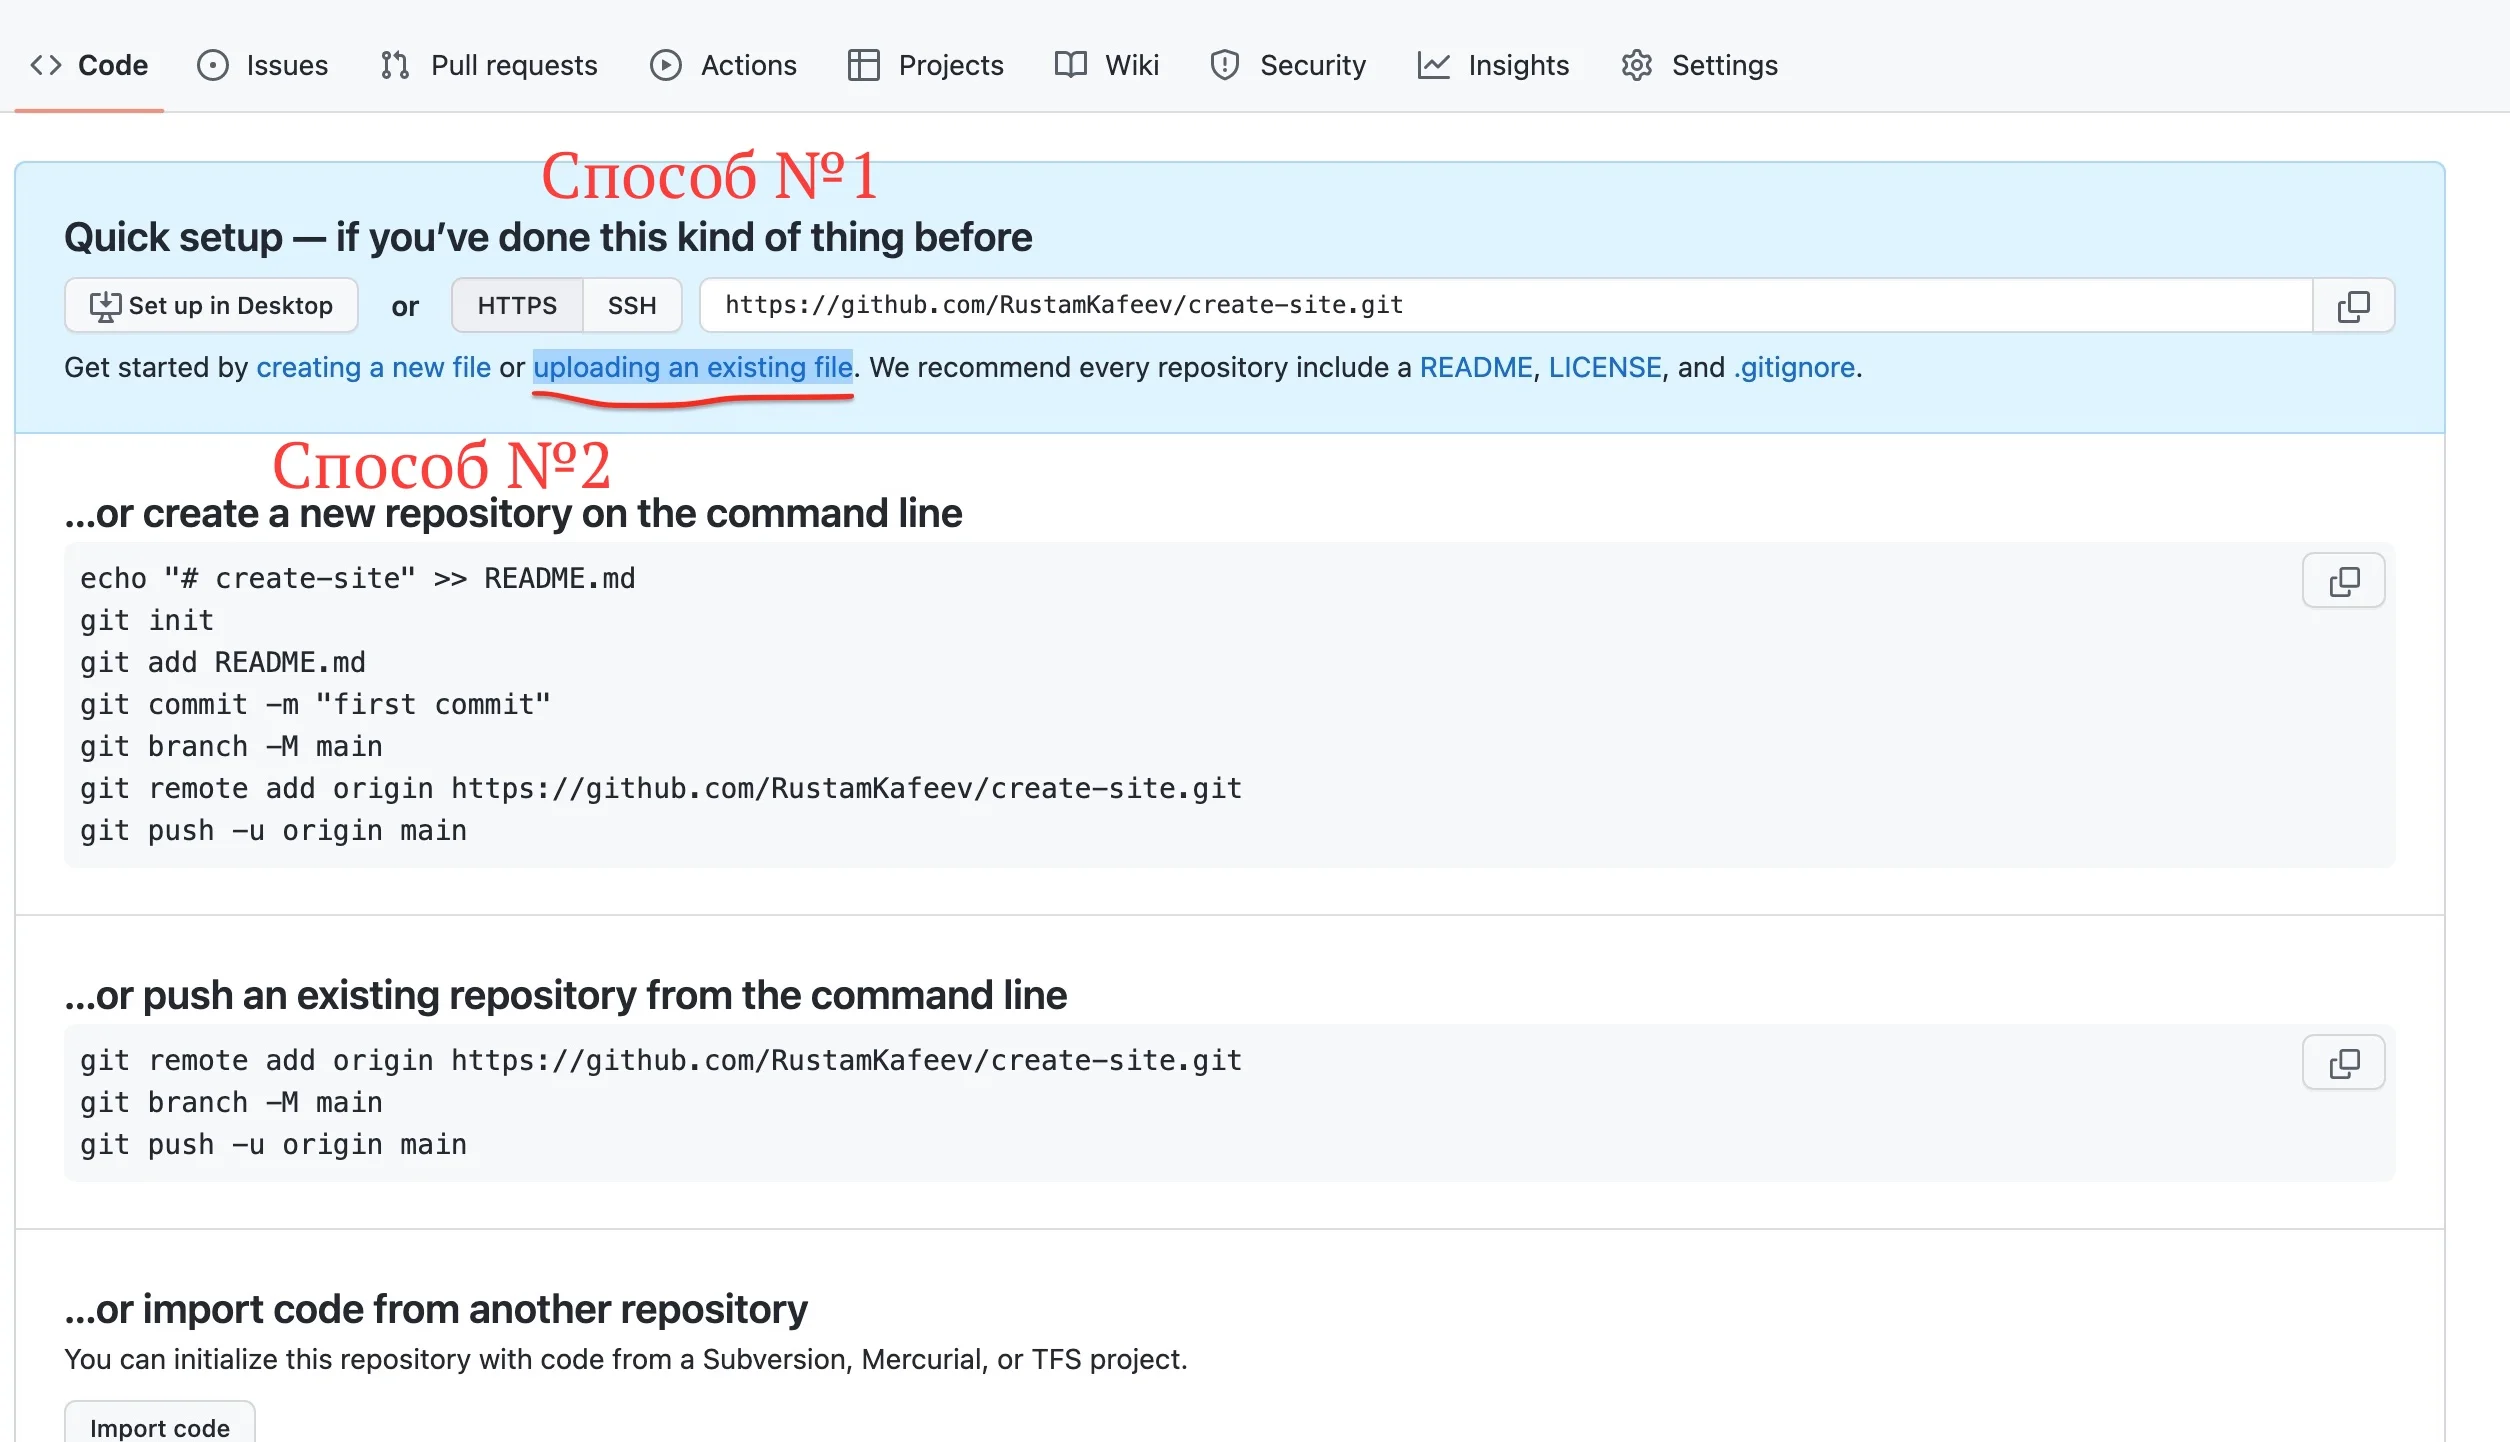 Code Issues Pull requests Actions Projects Wiki Security Insights Settings
Способ №1
Quick setup — if you’ve done this kind of thing before
Set up in Desktop or HTTPS SSH https://github.com/RustamKafeev/create-site.git
Get started by creating a new file or uploading an existing file. We recommend every repository include a README, LICENSE, and .gitignore.
Способ №2
...or create a new repository on the command line
echo "# create-site" >> README.md
git init
git add README.md
git commit -m "first commit"
git branch -M main
git remote add origin https://github.com/RustamKafeev/create-site.git
git push -u origin main
...or push an existing repository from the command line
git remote add origin https://github.com/RustamKafeev/create-site.git
git branch -M main
git push -u origin main
...or import code from another repository
You can initialize this repository with code from a Subversion, Mercurial, or TFS project.
Import code